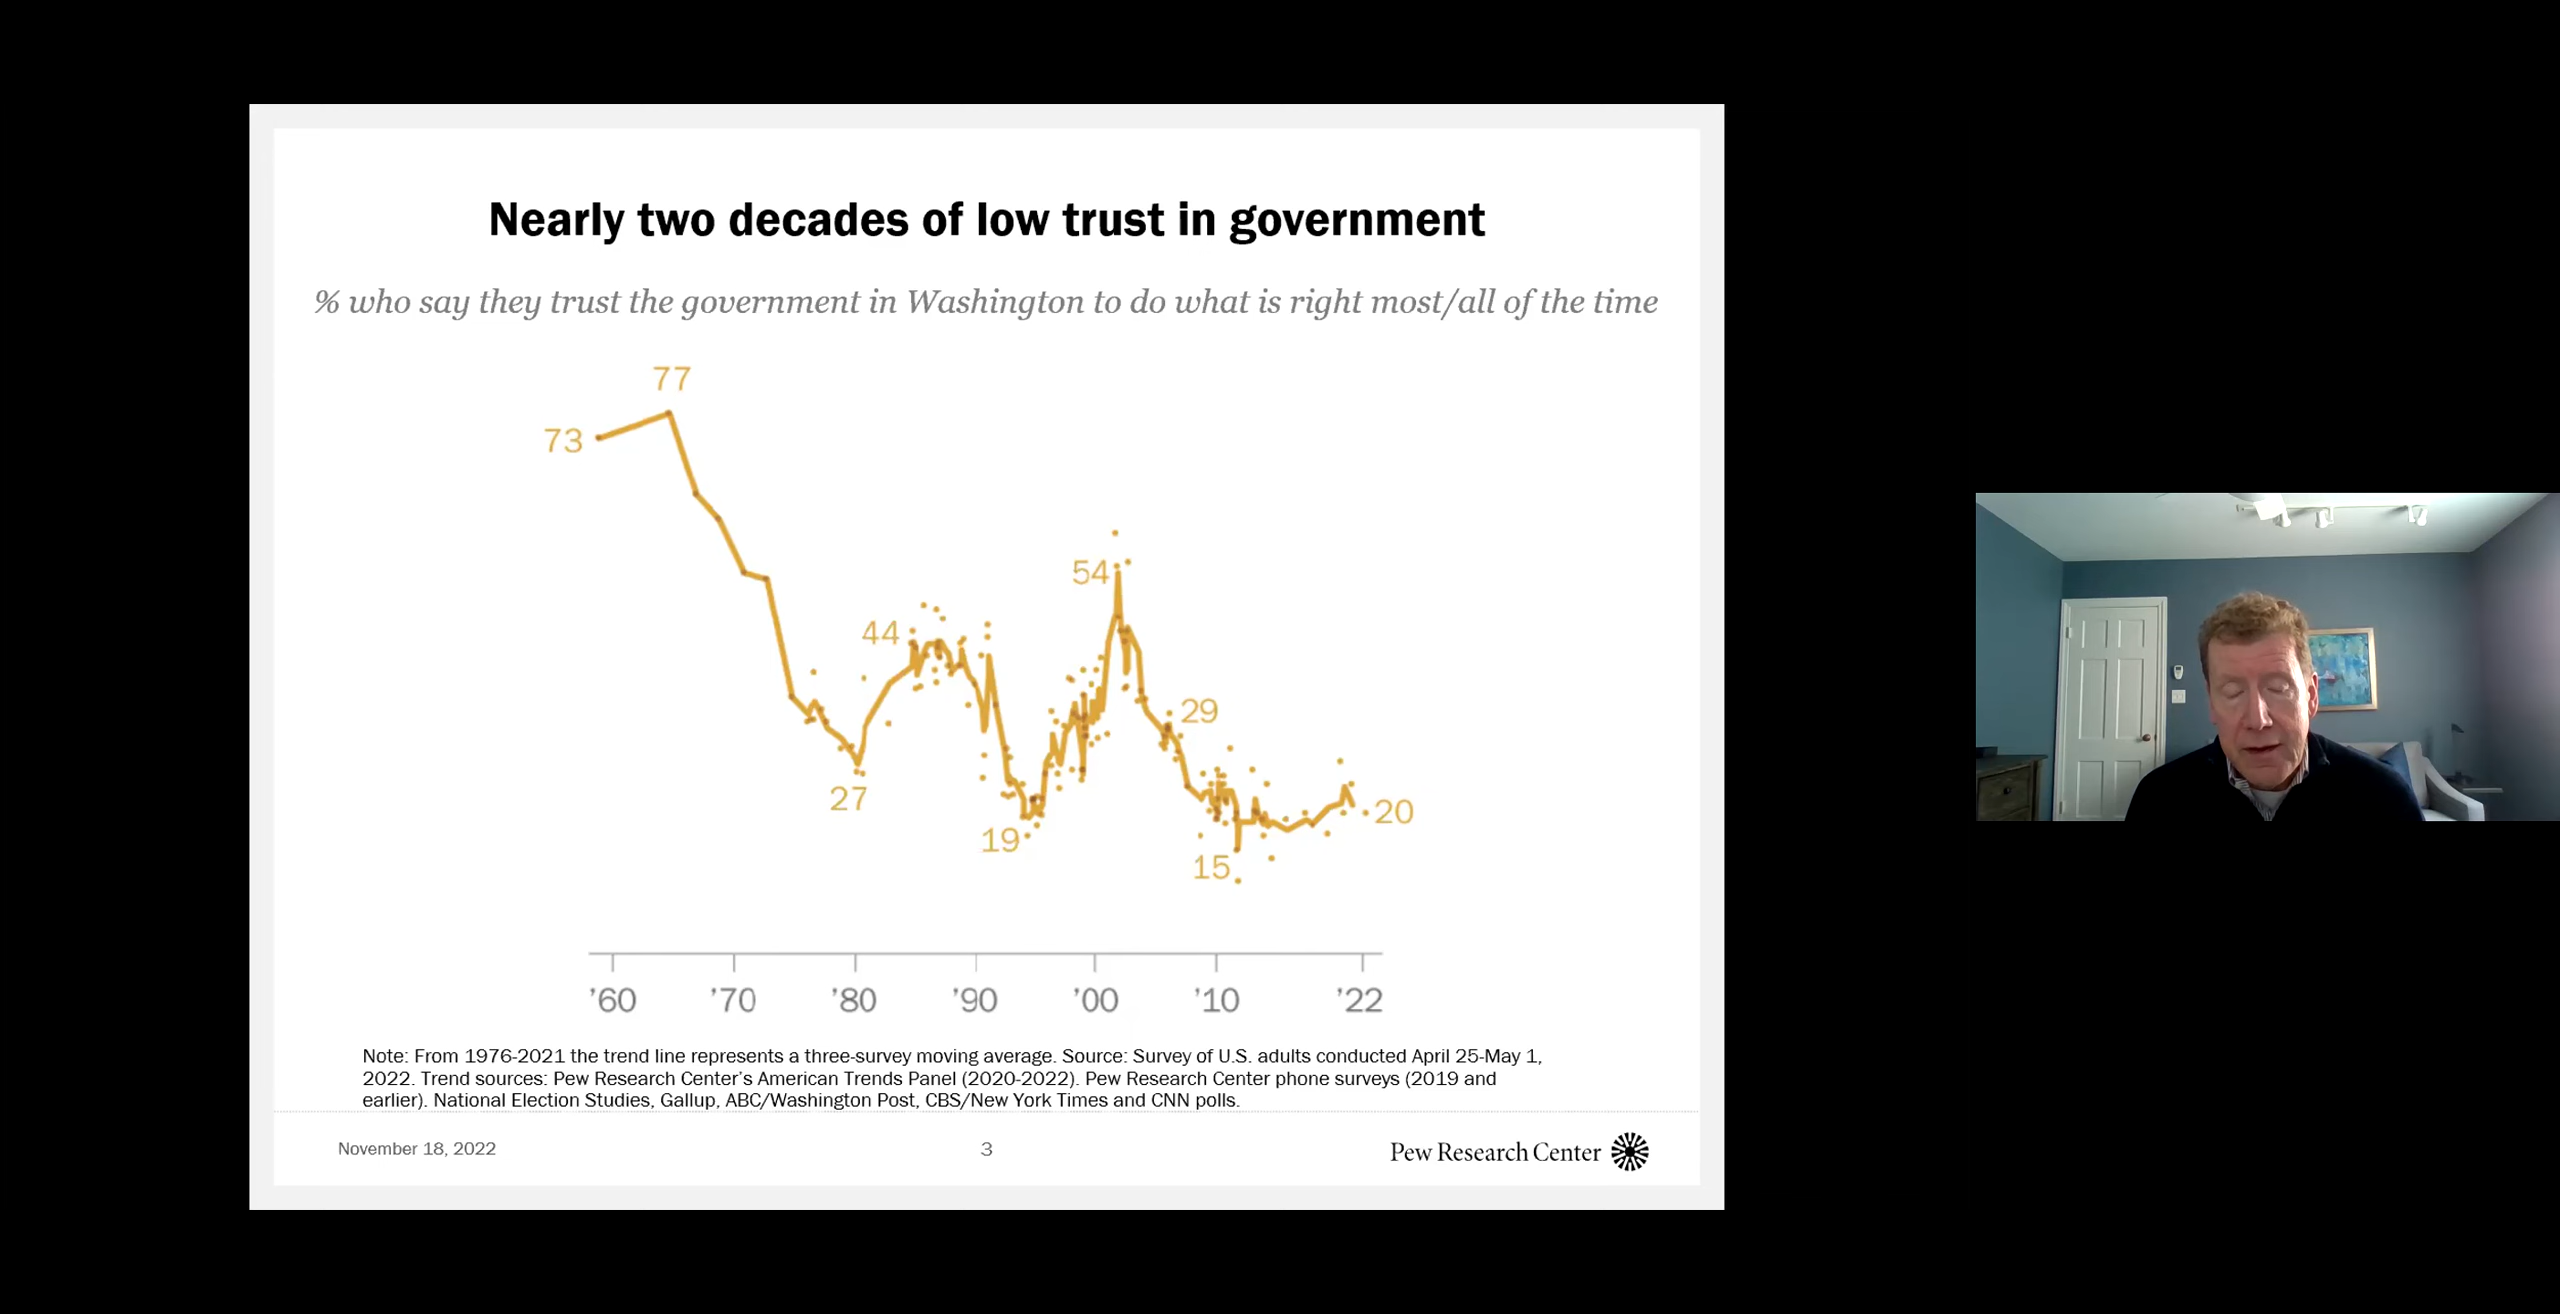 Nearly two decades of low trust in government
% who say they trust the government in Washington to do what is right most/all of the time
77
73
54
44
29
27
20
19
15
’60 ’70 ’80 ’90 ’00 ’10 ’22
Note: From 1976-2021 the trend line represents a three-survey moving average. Source: Survey of U.S. adults conducted April 25-May 1,
2022. Trend sources: Pew Research Center’s American Trends Panel (2020-2022). Pew Research Center phone surveys (2019 and
earlier). National Election Studies, Gallup, ABC/Washington Post, CBS/New York Times and CNN polls.
November 18, 2022 3 Pew Research Center